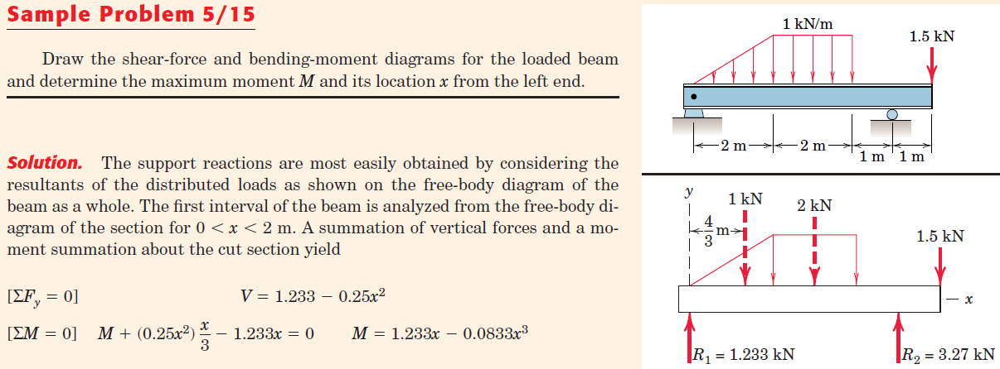 Sample Problem 5/15
Draw the shear-force and bending-moment diagrams for the loaded beam
and determine the maximum moment M and its location x from the left end.
Solution. The support reactions are most easily obtained by considering the
resultants of the distributed loads as shown on the free-body diagram of the
beam as a whole. The first interval of the beam is analyzed from the free-body di-
agram of the section for 0 < x < 2 m. A summation of vertical forces and a mo-
ment summation about the cut section yield
[ΣF_y = 0] V = 1.233 − 0.25x²
[ΣM = 0] M + (0.25x²) x/3 − 1.233x = 0 M = 1.233x − 0.0833x³
1 kN/m
1.5 kN
2 m 2 m
1 m 1 m
y
1 kN
2 kN
4/3 m
1.5 kN
x
R₁ = 1.233 kN
R₂ = 3.27 kN